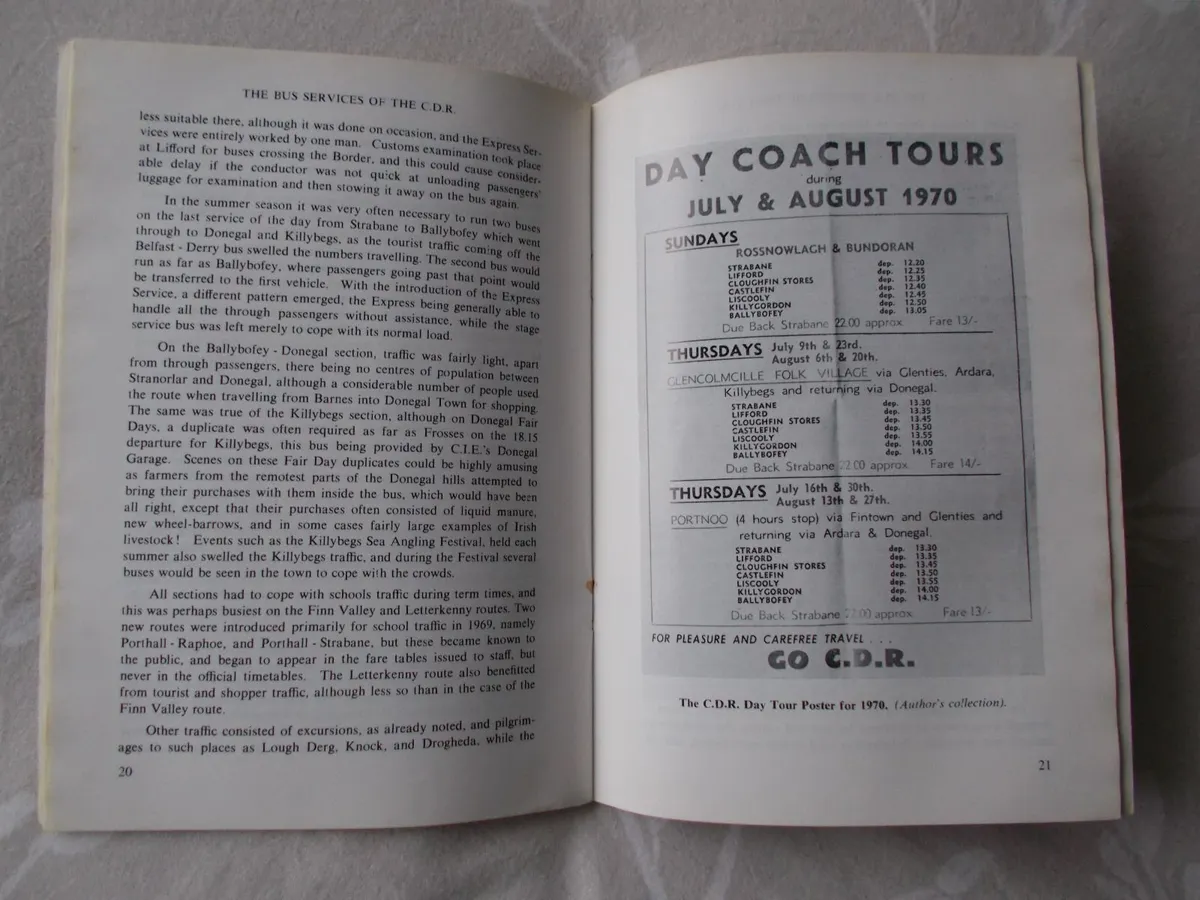 THE BUS SERVICES OF THE C.D.R.
less suitable there, although it was done on occasion, and the Express Ser-
vices were entirely worked by one man. Customs examination took place
at Lifford for buses crossing the Border, and this could cause consider-
able delay if the conductor was not quick at unloading passengers'
luggage for examination and then stowing it away on the bus again.
In the summer season it was very often necessary to run two buses
on the last service of the day from Strabane to Ballybofey which went
through to Donegal and Killybegs, as the tourist traffic coming off the
Belfast - Derry bus swelled the numbers travelling. The second bus would
run as far as Ballybofey, where passengers going past that point would
be transferred to the first vehicle. With the introduction of the Express
Service, a different pattern emerged, the Express being generally able to
handle all the through passengers without assistance, while the stage
service bus was left merely to cope with its normal load.
On the Ballybofey - Donegal section, traffic was fairly light, apart
from through passengers, there being no centres of population between
Stranorlar and Donegal, although a considerable number of people used
the route when travelling from Barnes into Donegal Town for shopping.
The same was true of the Killybegs section, although on Donegal Fair
Days, a duplicate was often required as far as Frosses on the 18.15
departure for Killybegs, this bus being provided by C.I.E.'s Donegal
Garage. Scenes on these Fair Day duplicates could be highly amusing
as farmers from the remotest parts of the Donegal hills attempted to
bring their purchases with them inside the bus, which would have been
all right, except that their purchases often consisted of liquid manure,
new wheel-barrows, and in some cases fairly large examples of Irish
livestock! Events such as the Killybegs Sea Angling Festival, held each
summer also swelled the Killybegs traffic, and during the Festival several
buses would be seen in the town to cope with the crowds.
All sections had to cope with schools traffic during term times, and
this was perhaps busiest on the Finn Valley and Letterkenny routes. Two
new routes were introduced primarily for school traffic in 1969, namely
Porthall - Raphoe, and Porthall - Strabane, but these became known to
the public, and began to appear in the fare tables issued to staff, but
never in the official timetables. The Letterkenny route also benefitted
from tourist and shopper traffic, although less so than in the case of the
Finn Valley route.
Other traffic consisted of excursions, as already noted, and pilgrim-
ages to such places as Lough Derg, Knock, and Drogheda, while the
20
DAY COACH TOURS
during
JULY & AUGUST 1970
SUNDAYS
ROSSNOWLAGH & BUNDORAN
STRABANE dep. 12.20
LIFFORD dep. 12.25
CLOUGHFIN STORES dep. 12.35
CASTLEFIN dep. 12.40
LISCOOLY dep. 12.45
KILLYGORDON dep. 12.50
BALLYBOFEY dep. 13.05
Due Back Strabane 22.00 approx. Fare 13/-
THURSDAYS July 9th & 23rd.
August 6th & 20th.
GLENCOLMCILLE FOLK VILLAGE via Glenties, Ardara,
Killybegs and returning via Donegal.
STRABANE dep. 13.30
LIFFORD dep. 13.35
CLOUGHFIN STORES dep. 13.45
CASTLEFIN dep. 13.50
LISCOOLY dep. 13.55
KILLYGORDON dep. 14.00
BALLYBOFEY dep. 14.15
Due Back Strabane 22.00 approx. Fare 14/-
THURSDAYS July 16th & 30th.
August 13th & 27th.
PORTNOO (4 hours stop) via Fintown and Glenties and
returning via Ardara & Donegal.
STRABANE dep. 13.30
LIFFORD dep. 13.35
CLOUGHFIN STORES dep. 13.45
CASTLEFIN dep. 13.50
LISCOOLY dep. 13.55
KILLYGORDON dep. 14.00
BALLYBOFEY dep. 14.15
Due Back Strabane 22.00 approx. Fare 13/-
FOR PLEASURE AND CAREFREE TRAVEL . . .
GO C.D.R.
The C.D.R. Day Tour Poster for 1970. (Author's collection).
21